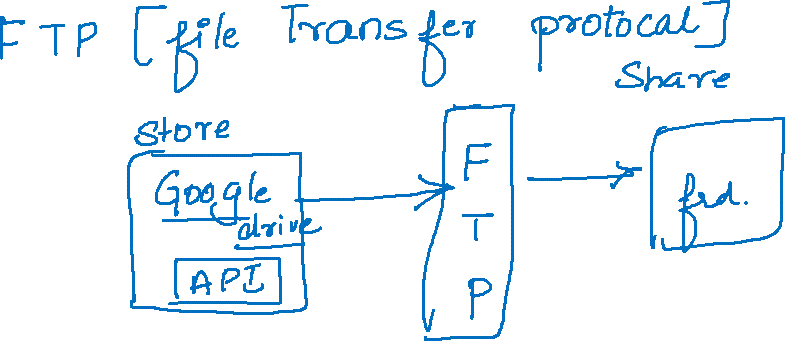 FTP [file Transfer protocal]
Share
Store
Google
drive
API
F
T
P
frd.